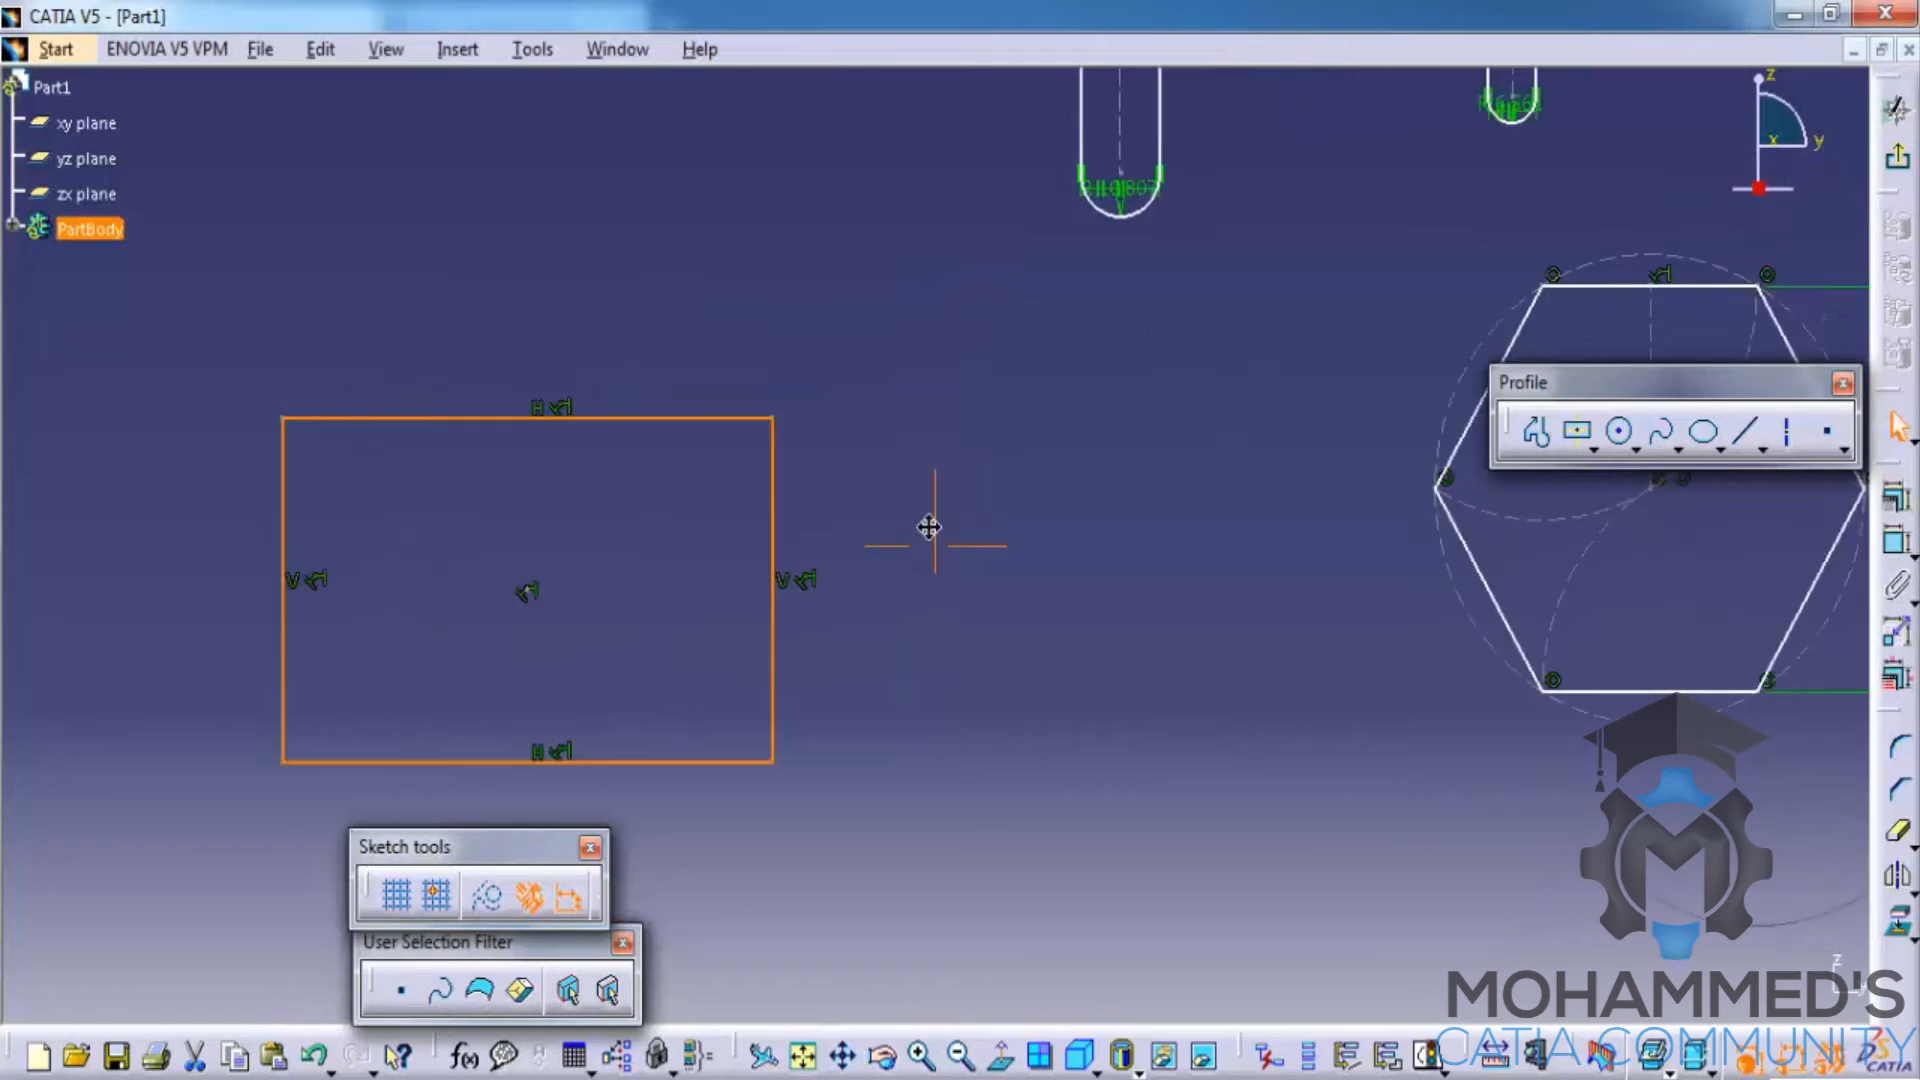 CATIA V5 - [Part1]
Start ENOVIA V5 VPM File Edit View Insert Tools Window Help
Part1
xy plane
yz plane
zx plane
PartBody
z
x
y
H
V
V
H
Profile
Sketch tools
User Selection Filter
z
f(x)
MOHAMMED'S
CATIA COMMUNITY
CATIA